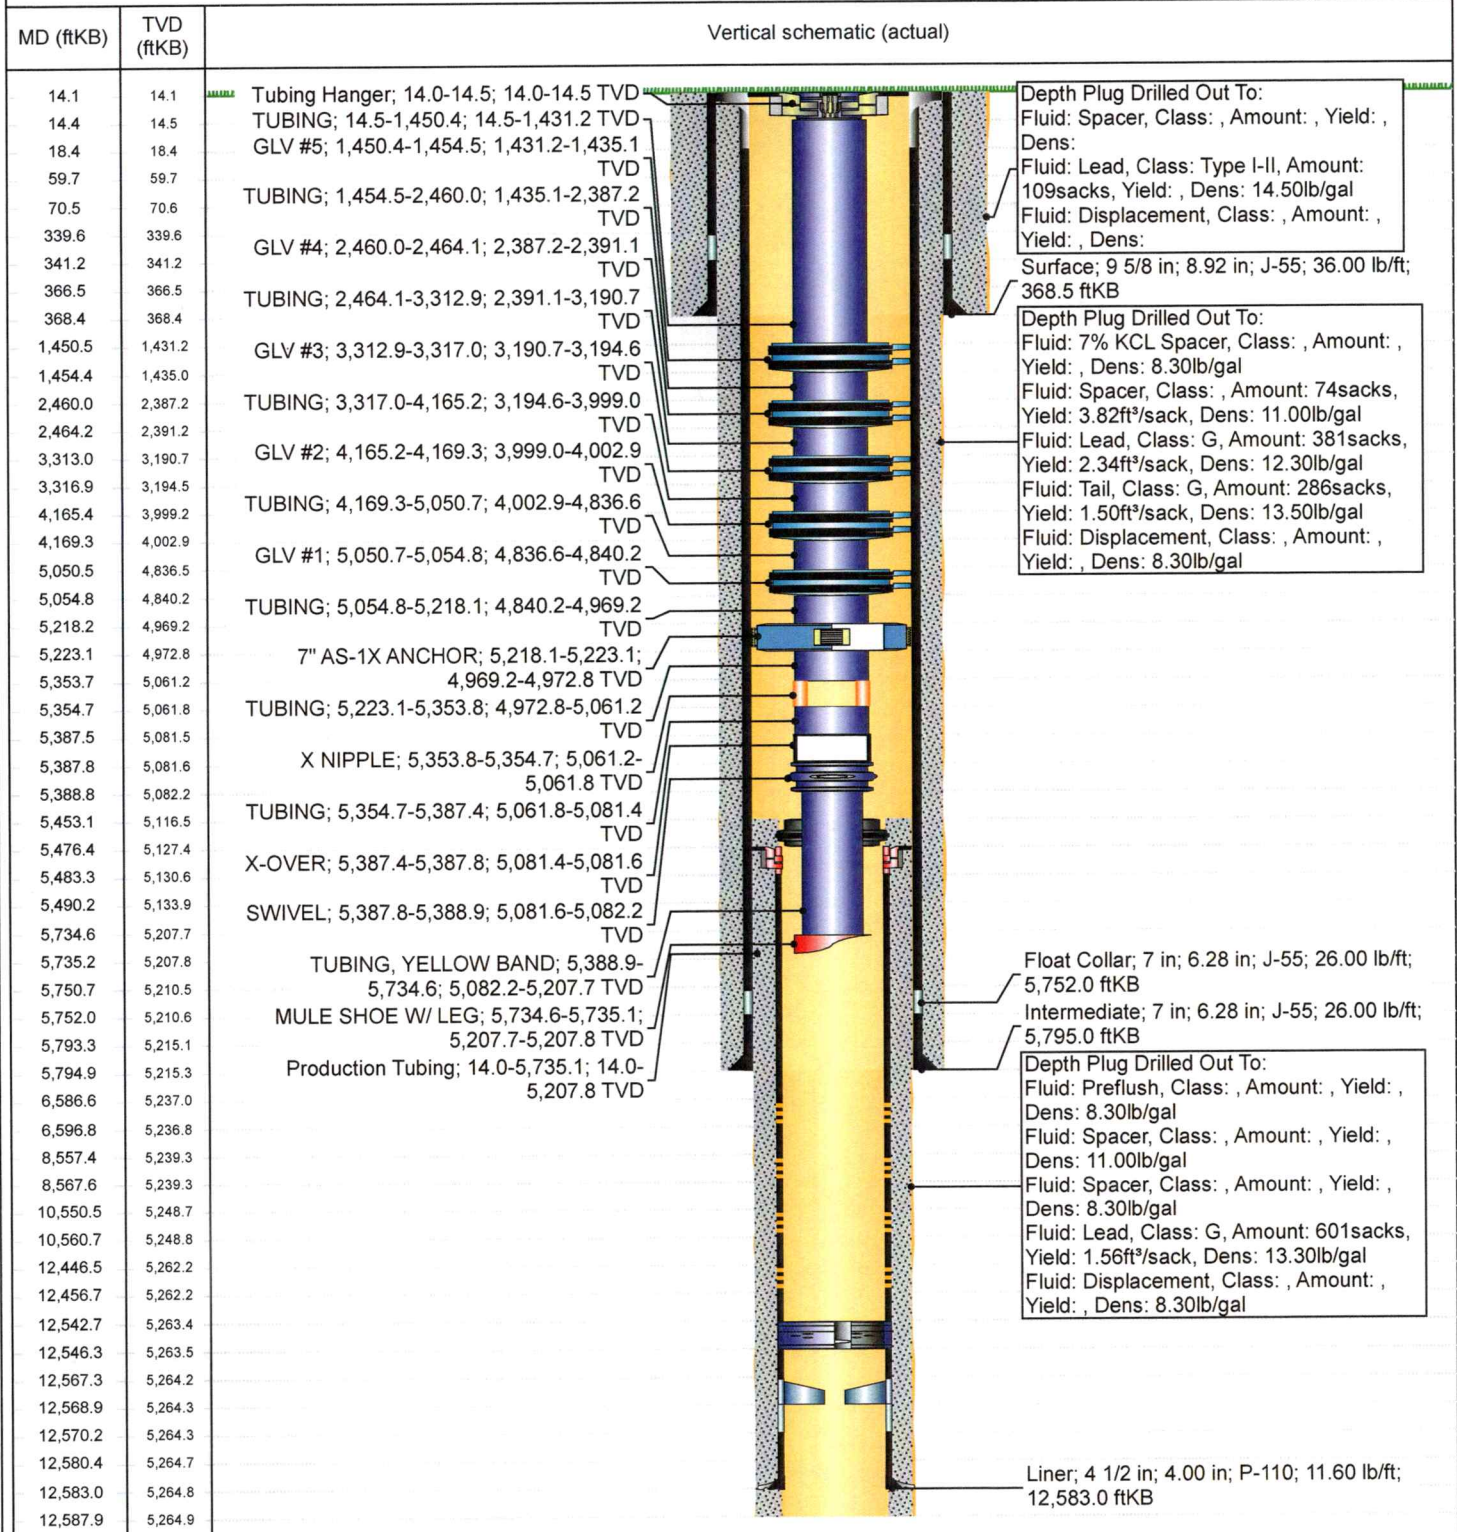 MD (ftKB)
TVD
(ftKB)
Vertical schematic (actual)
14.1 14.1
14.4 14.5
18.4 18.4
59.7 59.7
70.5 70.6
339.6 339.6
341.2 341.2
366.5 366.5
368.4 368.4
1,450.5 1,431.2
1,454.4 1,435.0
2,460.0 2,387.2
2,464.2 2,391.2
3,313.0 3,190.7
3,316.9 3,194.5
4,165.4 3,999.2
4,169.3 4,002.9
5,050.5 4,836.5
5,054.8 4,840.2
5,218.2 4,969.2
5,223.1 4,972.8
5,353.7 5,061.2
5,354.7 5,061.8
5,387.5 5,081.5
5,387.8 5,081.6
5,388.8 5,082.2
5,453.1 5,116.5
5,476.4 5,127.4
5,483.3 5,130.6
5,490.2 5,133.9
5,734.6 5,207.7
5,735.2 5,207.8
5,750.7 5,210.5
5,752.0 5,210.6
5,793.3 5,215.1
5,794.9 5,215.3
6,586.6 5,237.0
6,596.8 5,236.8
8,557.4 5,239.3
8,567.6 5,239.3
10,550.5 5,248.7
10,560.7 5,248.8
12,446.5 5,262.2
12,456.7 5,262.2
12,542.7 5,263.4
12,546.3 5,263.5
12,567.3 5,264.2
12,568.9 5,264.3
12,570.2 5,264.3
12,580.4 5,264.7
12,583.0 5,264.8
12,587.9 5,264.9
Tubing Hanger; 14.0-14.5; 14.0-14.5 TVD
TUBING; 14.5-1,450.4; 14.5-1,431.2 TVD
GLV #5; 1,450.4-1,454.5; 1,431.2-1,435.1
TVD
TUBING; 1,454.5-2,460.0; 1,435.1-2,387.2
TVD
GLV #4; 2,460.0-2,464.1; 2,387.2-2,391.1
TVD
TUBING; 2,464.1-3,312.9; 2,391.1-3,190.7
TVD
GLV #3; 3,312.9-3,317.0; 3,190.7-3,194.6
TVD
TUBING; 3,317.0-4,165.2; 3,194.6-3,999.0
TVD
GLV #2; 4,165.2-4,169.3; 3,999.0-4,002.9
TVD
TUBING; 4,169.3-5,050.7; 4,002.9-4,836.6
TVD
GLV #1; 5,050.7-5,054.8; 4,836.6-4,840.2
TVD
TUBING; 5,054.8-5,218.1; 4,840.2-4,969.2
TVD
7" AS-1X ANCHOR; 5,218.1-5,223.1;
4,969.2-4,972.8 TVD
TUBING; 5,223.1-5,353.8; 4,972.8-5,061.2
TVD
X NIPPLE; 5,353.8-5,354.7; 5,061.2-
5,061.8 TVD
TUBING; 5,354.7-5,387.4; 5,061.8-5,081.4
TVD
X-OVER; 5,387.4-5,387.8; 5,081.4-5,081.6
TVD
SWIVEL; 5,387.8-5,388.9; 5,081.6-5,082.2
TVD
TUBING, YELLOW BAND; 5,388.9-
5,734.6; 5,082.2-5,207.7 TVD
MULE SHOE W/ LEG; 5,734.6-5,735.1;
5,207.7-5,207.8 TVD
Production Tubing; 14.0-5,735.1; 14.0-
5,207.8 TVD
Depth Plug Drilled Out To:
Fluid: Spacer, Class: , Amount: , Yield: ,
Dens:
Fluid: Lead, Class: Type I-II, Amount:
109sacks, Yield: , Dens: 14.50lb/gal
Fluid: Displacement, Class: , Amount: ,
Yield: , Dens:
Surface; 9 5/8 in; 8.92 in; J-55; 36.00 lb/ft;
368.5 ftKB
Depth Plug Drilled Out To:
Fluid: 7% KCL Spacer, Class: , Amount: ,
Yield: , Dens: 8.30lb/gal
Fluid: Spacer, Class: , Amount: 74sacks,
Yield: 3.82ft³/sack, Dens: 11.00lb/gal
Fluid: Lead, Class: G, Amount: 381sacks,
Yield: 2.34ft³/sack, Dens: 12.30lb/gal
Fluid: Tail, Class: G, Amount: 286sacks,
Yield: 1.50ft³/sack, Dens: 13.50lb/gal
Fluid: Displacement, Class: , Amount: ,
Yield: , Dens: 8.30lb/gal
Float Collar; 7 in; 6.28 in; J-55; 26.00 lb/ft;
5,752.0 ftKB
Intermediate; 7 in; 6.28 in; J-55; 26.00 lb/ft;
5,795.0 ftKB
Depth Plug Drilled Out To:
Fluid: Preflush, Class: , Amount: , Yield: ,
Dens: 8.30lb/gal
Fluid: Spacer, Class: , Amount: , Yield: ,
Dens: 11.00lb/gal
Fluid: Spacer, Class: , Amount: , Yield: ,
Dens: 8.30lb/gal
Fluid: Lead, Class: G, Amount: 601sacks,
Yield: 1.56ft³/sack, Dens: 13.30lb/gal
Fluid: Displacement, Class: , Amount: ,
Yield: , Dens: 8.30lb/gal
Liner; 4 1/2 in; 4.00 in; P-110; 11.60 lb/ft;
12,583.0 ftKB